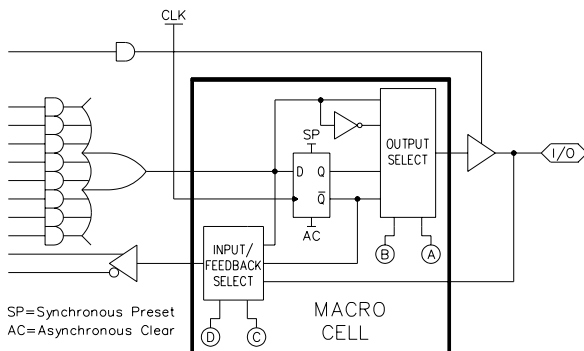 CLK
SP
OUTPUT
SELECT
I/O
D Q
Q̅
AC
B A
INPUT/
FEEDBACK
SELECT
D C
SP=Synchronous Preset
AC=Asynchronous Clear
MACRO
CELL